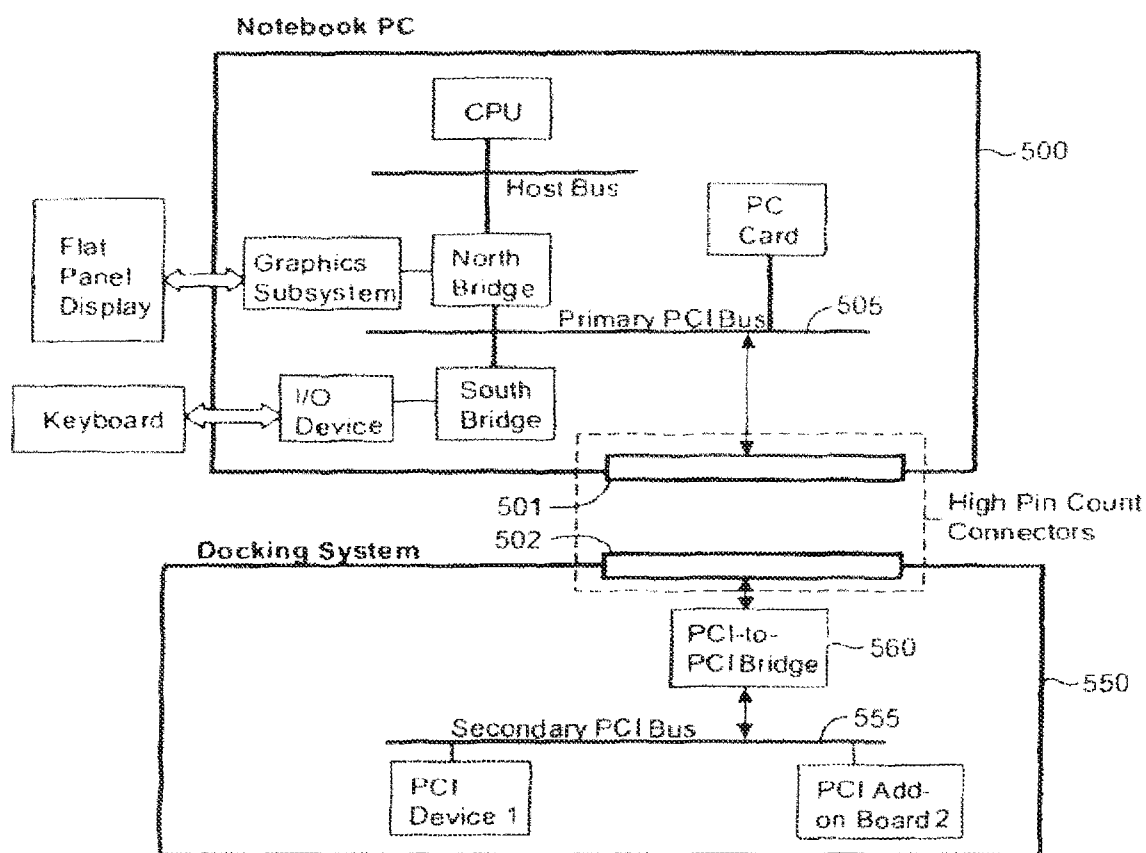 Notebook PC
CPU
500
Host Bus
PC
Card
Flat
Panel
Display
Graphics
Subsystem
North
Bridge
Primary PCI Bus
505
Keyboard
I/O
Device
South
Bridge
501
High Pin Count
Connectors
502
Docking System
PCI-to-
PCI Bridge
560
550
Secondary PCI Bus
555
PCI
Device 1
PCI Add-
on Board 2